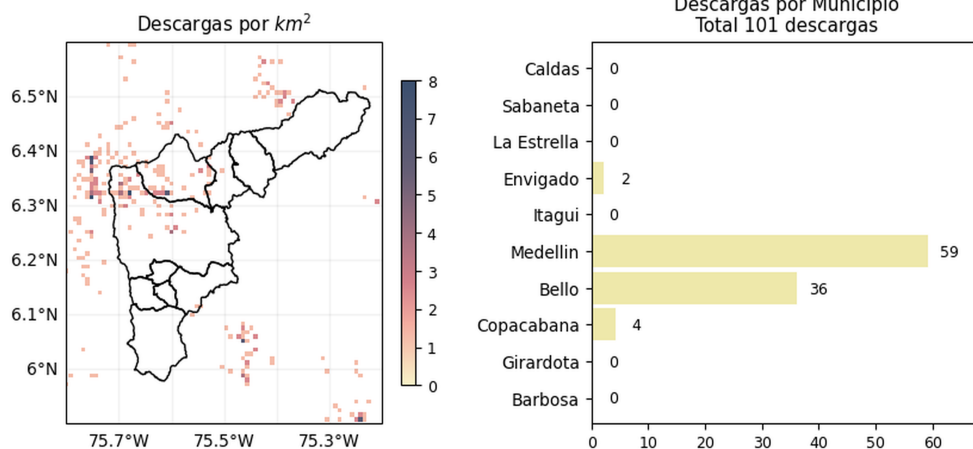 Descargas por km²
6.5°N
6.4°N
6.3°N
6.2°N
6.1°N
6°N
75.7°W 75.5°W 75.3°W
8
7
6
5
4
3
2
1
0
Descargas por Municipio
Total 101 descargas
Caldas 0
Sabaneta 0
La Estrella 0
Envigado 2
Itagui 0
Medellin 59
Bello 36
Copacabana 4
Girardota 0
Barbosa 0
0 10 20 30 40 50 60